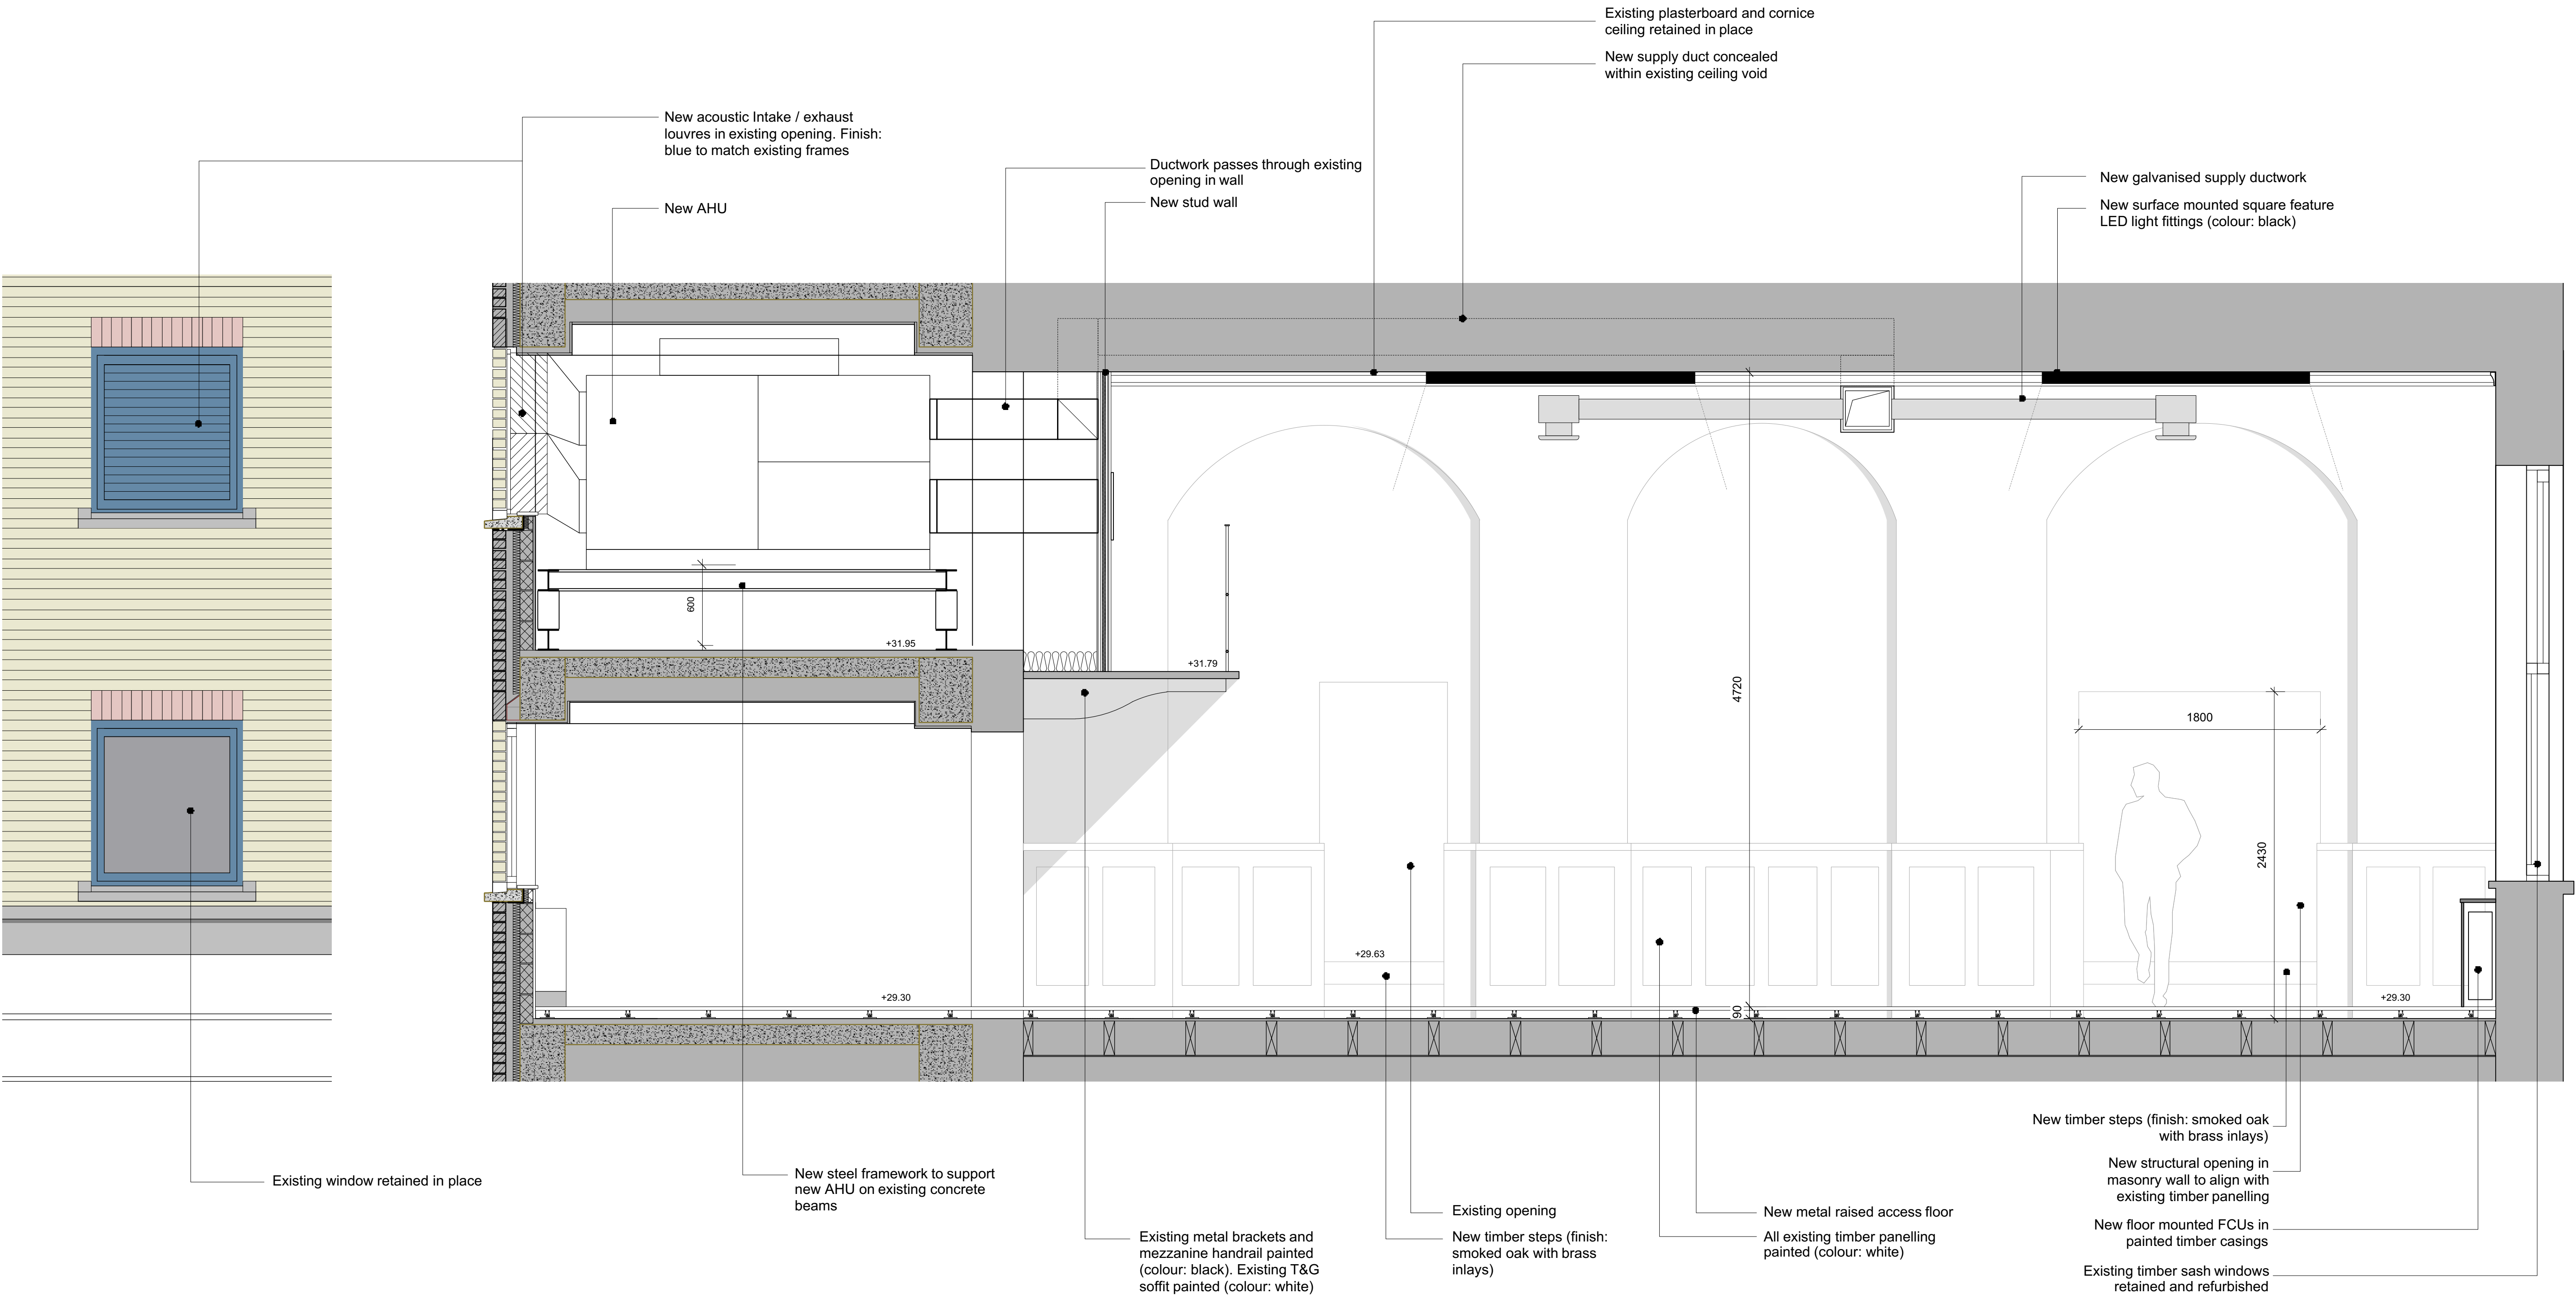 Existing plasterboard and cornice
ceiling retained in place
New supply duct concealed
within existing ceiling void
New acoustic Intake / exhaust
louvres in existing opening. Finish:
blue to match existing frames
New AHU
Ductwork passes through existing
opening in wall
New stud wall
New galvanised supply ductwork
New surface mounted square feature
LED light fittings (colour: black)
600
+31.95
+31.79
4720
1800
2430
+29.63
+29.30
90
+29.30
Existing window retained in place
New steel framework to support
new AHU on existing concrete
beams
Existing metal brackets and
mezzanine handrail painted
(colour: black). Existing T&G
soffit painted (colour: white)
Existing opening
New timber steps (finish:
smoked oak with brass
inlays)
New metal raised access floor
All existing timber panelling
painted (colour: white)
New timber steps (finish: smoked oak
with brass inlays)
New structural opening in
masonry wall to align with
existing timber panelling
New floor mounted FCUs in
painted timber casings
Existing timber sash windows
retained and refurbished